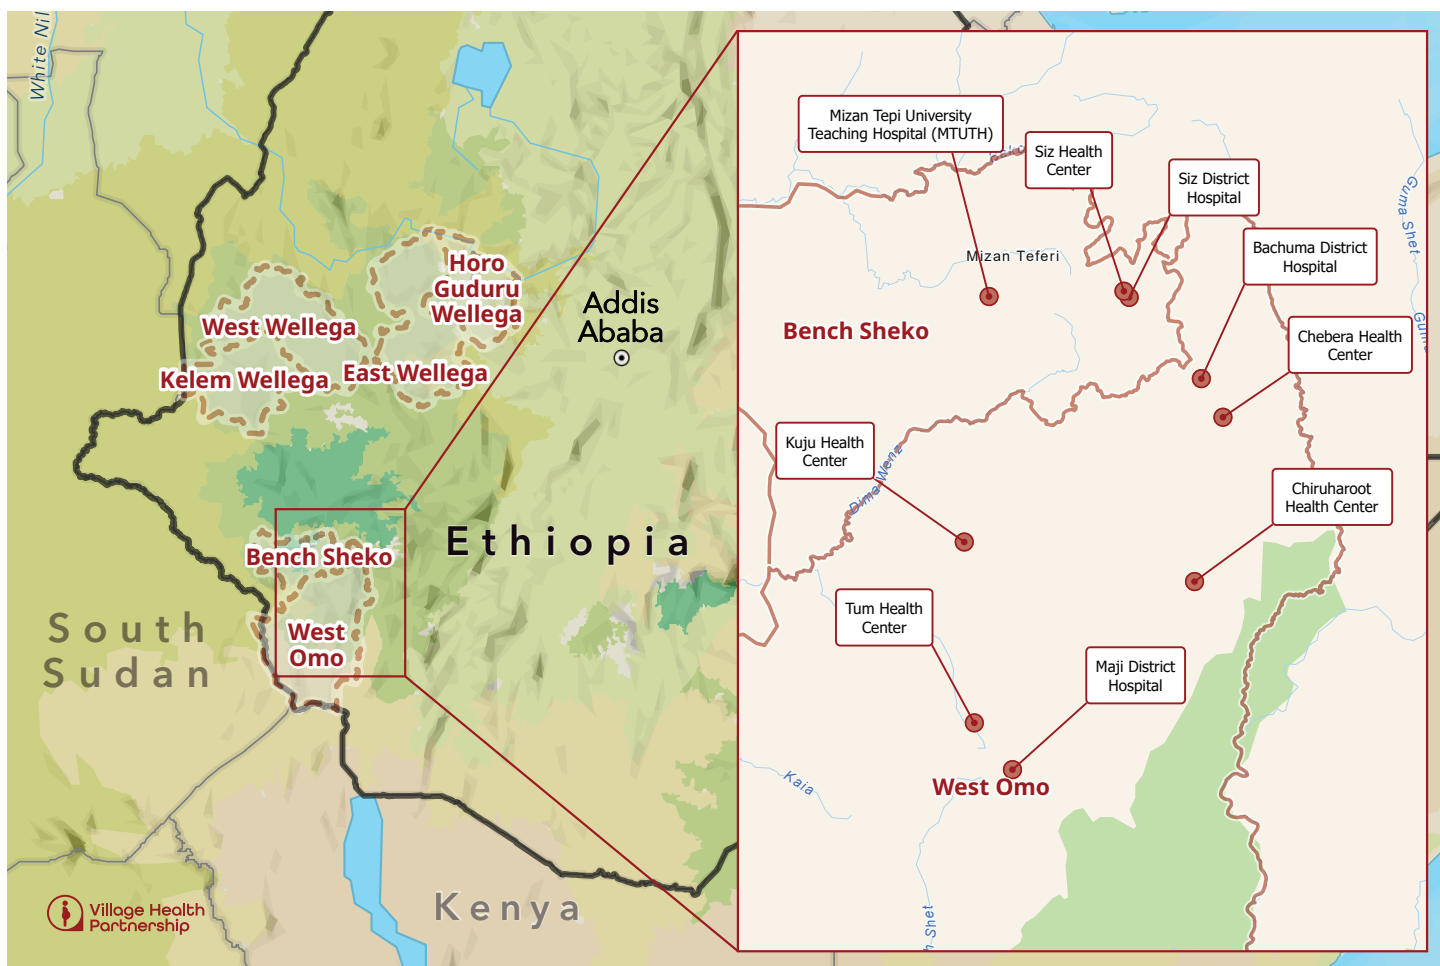 White Nil
Horo
Guduru
Wellega
West Wellega
Kelem Wellega
East Wellega
Addis
Ababa
Ethiopia
Bench Sheko
West
Omo
South
Sudan
Kenya
Village Health
Partnership
Mizan Tepi University
Teaching Hospital (MTUTH)
Siz Health
Center
Siz District
Hospital
Mizan Teferi
Bachuma District
Hospital
Guma Shet
Bench Sheko
Chebera Health
Center
Kuju Health
Center
Dima Wenz
Chiruharoot
Health Center
Tum Health
Center
Maji District
Hospital
Kaia
West Omo
Shet